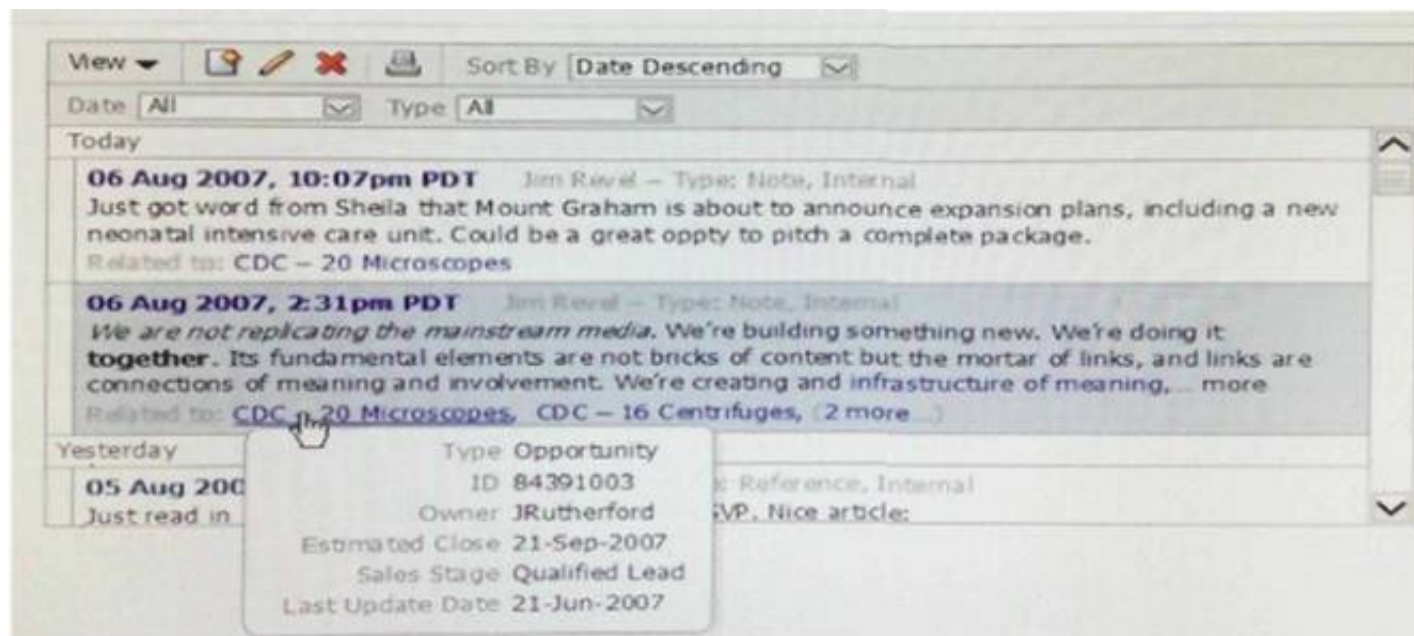 View Sort By Date Descending
Date All Type All
Today
06 Aug 2007, 10:07pm PDT Jim Revel – Type: Note, Internal
Just got word from Sheila that Mount Graham is about to announce expansion plans, including a new
neonatal intensive care unit. Could be a great oppty to pitch a complete package.
Related to: CDC – 20 Microscopes
06 Aug 2007, 2:31pm PDT Jim Revel – Type: Note, Internal
We are not replicating the mainstream media. We're building something new. We're doing it
together. Its fundamental elements are not bricks of content but the mortar of links, and links are
connections of meaning and involvement. We're creating and infrastructure of meaning,... more
Related to: CDC – 20 Microscopes, CDC – 16 Centrifuges, (2 more...)
Yesterday
05 Aug 200 : Reference, Internal
Just read in SVP. Nice article:
Type Opportunity
ID 84391003
Owner JRutherford
Estimated Close 21-Sep-2007
Sales Stage Qualified Lead
Last Update Date 21-Jun-2007